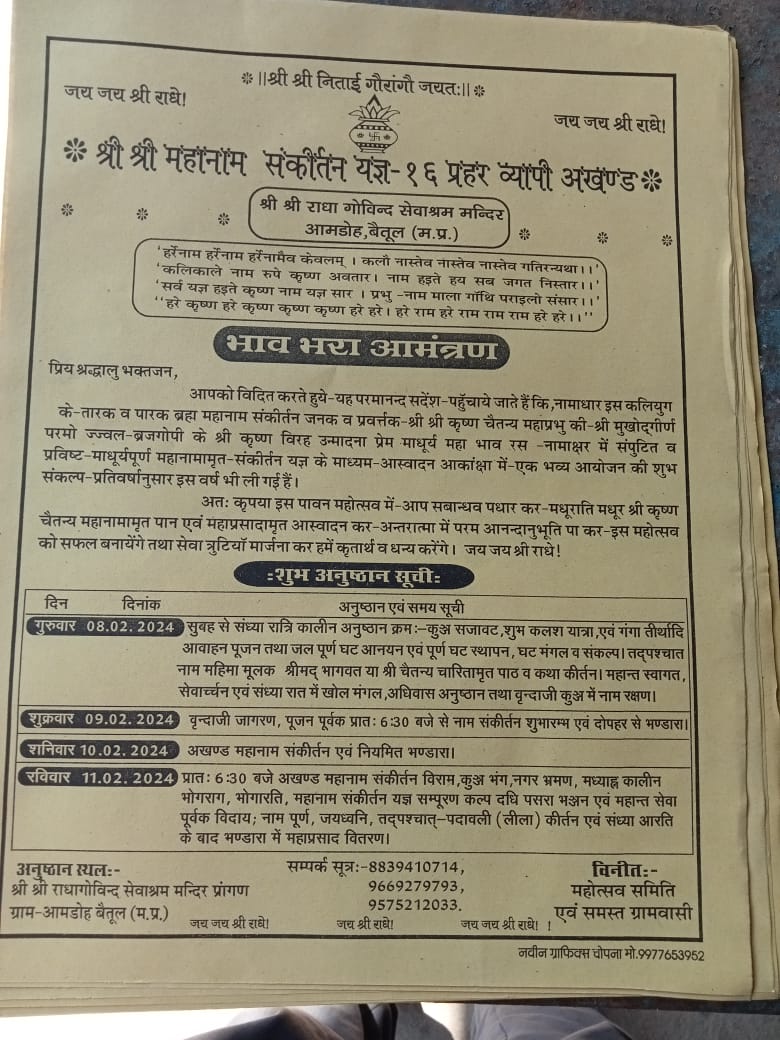 ❊ ॥श्री श्री निताई गौरांगौ जयतः॥ ❊
जय जय श्री राधे!
जय जय श्री राधे!
❊ श्री श्री महानाम संकीर्तन यज्ञ-१६ प्रहर व्यापी अखण्ड ❊
श्री श्री राधा गोविन्द सेवाश्रम मन्दिर
आमडोह,बैतूल (म.प्र.)
'हर्रेनाम हर्रेनाम हर्रेनामैव केवलम् । कलौ नास्तेव नास्तेव नास्तेव गतिरन्यथा।।'
'कलिकाले नाम रुपे कृष्ण अवतार। नाम हइते हय सब जगत निस्तार।।'
'सर्व यज्ञ हइते कृष्ण नाम यज्ञ सार । प्रभु -नाम माला गाँथि पराइलो संसार।।'
''हरे कृष्ण हरे कृष्ण कृष्ण कृष्ण हरे हरे। हरे राम हरे राम राम राम हरे हरे।।''
भाव भरा आमंत्रण
प्रिय श्रद्धालु भक्तजन,
आपको विदित करते हुये-यह परमानन्द सदेंश-पहुँचाये जाते हैं कि,नामाधार इस कलियुग
के-तारक व पारक ब्रह्म महानाम संकीर्तन जनक व प्रवर्त्तक-श्री श्री कृष्ण चैतन्य महाप्रभु की-श्री मुखोद्गीर्ण
परमो ज्ज्वल-ब्रजगोपी के श्री कृष्ण विरह उन्मादना प्रेम माधूर्य महा भाव रस -नामाक्षर में संपुटित व
प्रविष्ट-माधूर्यपूर्ण महानामामृत-संकीर्तन यज्ञ के माध्यम-आस्वादन आकांक्षा में-एक भव्य आयोजन की शुभ
संकल्प-प्रतिवर्षानुसार इस वर्ष भी ली गई हैं।
अतः कृपया इस पावन महोत्सव में-आप सबान्धव पधार कर-मधूराति मधूर श्री कृष्ण
चैतन्य महानामामृत पान एवं महाप्रसादामृत आस्वादन कर-अन्तरात्मा में परम आनन्दानुभूति पा कर-इस महोत्सव
को सफल बनायेंगे तथा सेवा त्रुटियॉ मार्जना कर हमें कृतार्थ व धन्य करेंगे। जय जय श्री राधे!
:शुभ अनुष्ठान सूचीः
दिन दिनांक अनुष्ठान एवं समय सूची
गुरुवार 08.02. 2024 सुबह से संध्या रात्रि कालीन अनुष्ठान क्रमः–कुञ्ज सजावट,शुभ कलश यात्रा,एवं गंगा तीर्थादि
आवाहन पूजन तथा जल पूर्ण घट आनयन एवं पूर्ण घट स्थापन, घट मंगल व संकल्प। तद्पश्चात
नाम महिमा मूलक श्रीमद् भागवत या श्री चैतन्य चारितामृत पाठ व कथा कीर्तन। महान्त स्वागत,
सेवार्च्चन एवं संध्या रात में खोल मंगल,अधिवास अनुष्ठान तथा वृन्दाजी कुञ्ज में नाम रक्षण।
शुक्रवार 09.02. 2024 वृन्दाजी जागरण, पूजन पूर्वक प्रातः 6:30 बजे से नाम संकीर्तन शुभारम्भ एवं दोपहर से भण्डारा।
शनिवार 10.02. 2024 अखण्ड महानाम संकीर्तन एवं नियमित भण्डारा।
रविवार 11.02. 2024 प्रातः 6:30 बजे अखण्ड महानाम संकीर्तन विराम,कुञ्ज भंग,नगर भ्रमण, मध्याह्न कालीन
भोगराग, भोगारति, महानाम संकीर्तन यज्ञ सम्पूरण कल्प दधि पसरा भञ्जन एवं महान्त सेवा
पूर्वक विदाय; नाम पूर्ण, जयध्वनि, तद्पश्चात्–पदावली (लीला) कीर्तन एवं संध्या आरति
के बाद भण्डारा में महाप्रसाद वितरण।
अनुष्ठान स्थलः-
श्री श्री राधागोविन्द सेवाश्रम मन्दिर प्रांगण
ग्राम-आमडोह बैतूल (म.प्र.)
सम्पर्क सूत्रः-8839410714,
9669279793,
9575212033.
विनीतः-
महोत्सव समिति
एवं समस्त ग्रामवासी
जय जय श्री राधे! जय जय श्री राधे! जय जय श्री राधे! !
नवीन ग्राफिक्स चोपना मो.9977653952